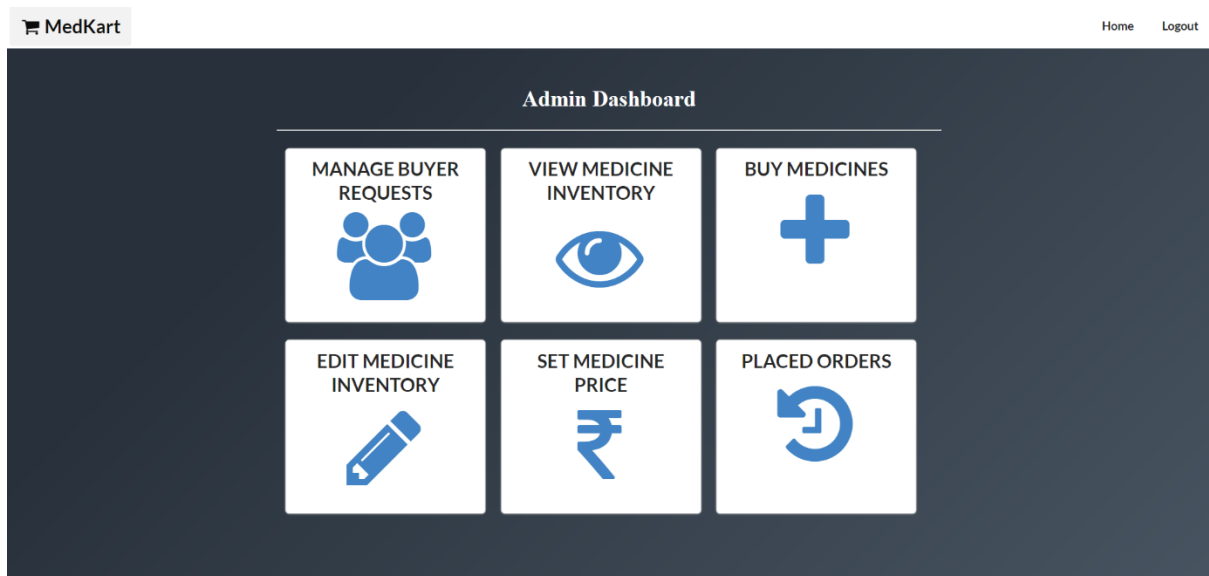 MedKart
Home
Logout
Admin Dashboard
MANAGE BUYER
REQUESTS
VIEW MEDICINE
INVENTORY
BUY MEDICINES
EDIT MEDICINE
INVENTORY
SET MEDICINE
PRICE
₹
PLACED ORDERS